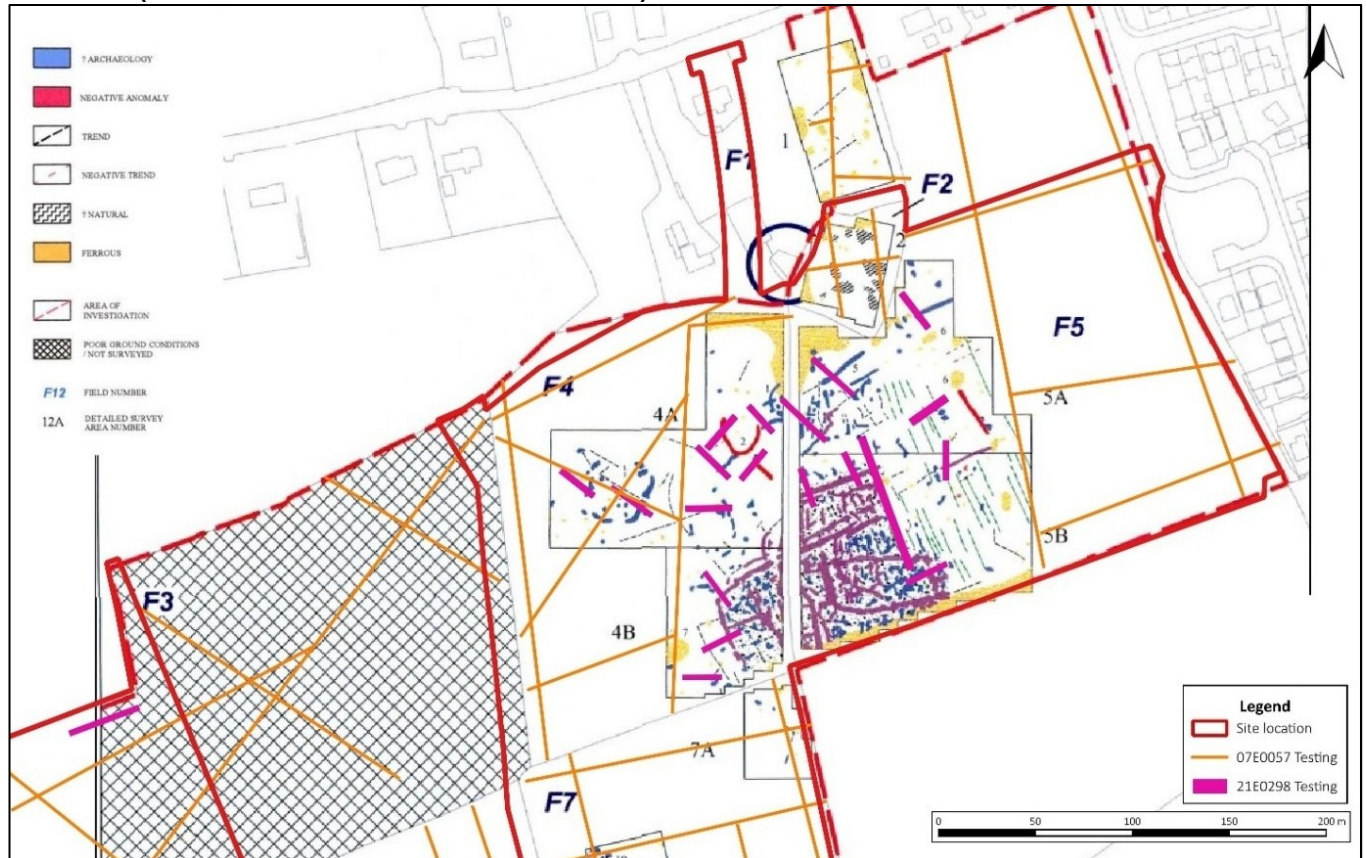 ? ARCHAEOLOGY
NEGATIVE ANOMALY
TREND
NEGATIVE TREND
? NATURAL
FERROUS
AREA OF
INVESTIGATION
POOR GROUND CONDITIONS
/ NOT SURVEYED
F12 FIELD NUMBER
12A DETAILED SURVEY
AREA NUMBER
1
F1
F2
2
F5
6
5
6
5A
F4
4A
1
2
5B
F3
4B
7
7A
F7
Legend
Site location
07E0057 Testing
21E0298 Testing
0 50 100 150 200 m